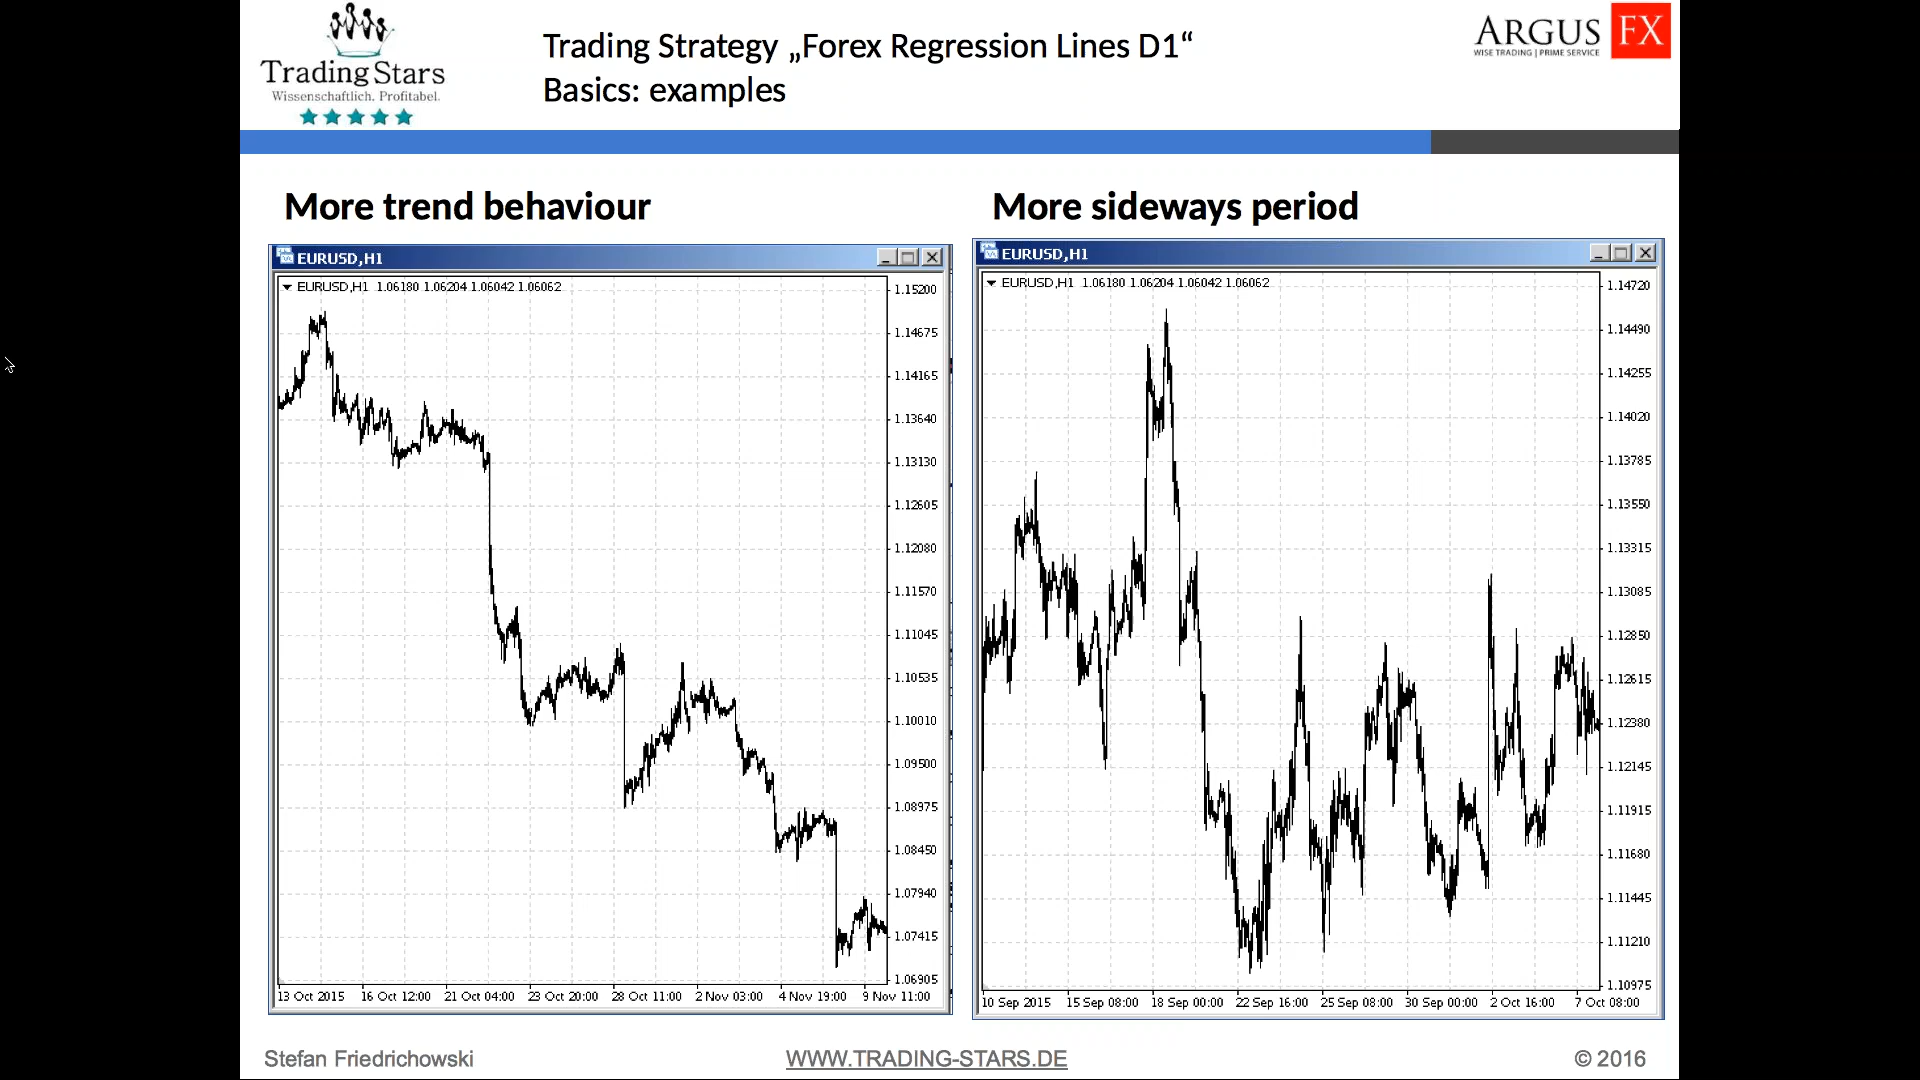 Trading Stars
Wissenschaftlich. Profitabel.
Trading Strategy „Forex Regression Lines D1“
Basics: examples
ARGUS FX
WISE TRADING | PRIME SERVICE
More trend behaviour
EURUSD,H1
EURUSD,H1 1.06180 1.06204 1.06042 1.06062
1.15200
1.14675
1.14165
1.13640
1.13130
1.12605
1.12080
1.11570
1.11045
1.10535
1.10010
1.09500
1.08975
1.08450
1.07940
1.07415
1.06905
13 Oct 2015 16 Oct 12:00 21 Oct 04:00 23 Oct 20:00 28 Oct 11:00 2 Nov 03:00 4 Nov 19:00 9 Nov 11:00
More sideways period
EURUSD,H1
EURUSD,H1 1.06180 1.06204 1.06042 1.06062
1.14720
1.14490
1.14255
1.14020
1.13785
1.13550
1.13315
1.13085
1.12850
1.12615
1.12380
1.12145
1.11915
1.11680
1.11445
1.11210
1.10975
10 Sep 2015 15 Sep 08:00 18 Sep 00:00 22 Sep 16:00 25 Sep 08:00 30 Sep 00:00 2 Oct 16:00 7 Oct 08:00
Stefan Friedrichowski
WWW.TRADING-STARS.DE
© 2016